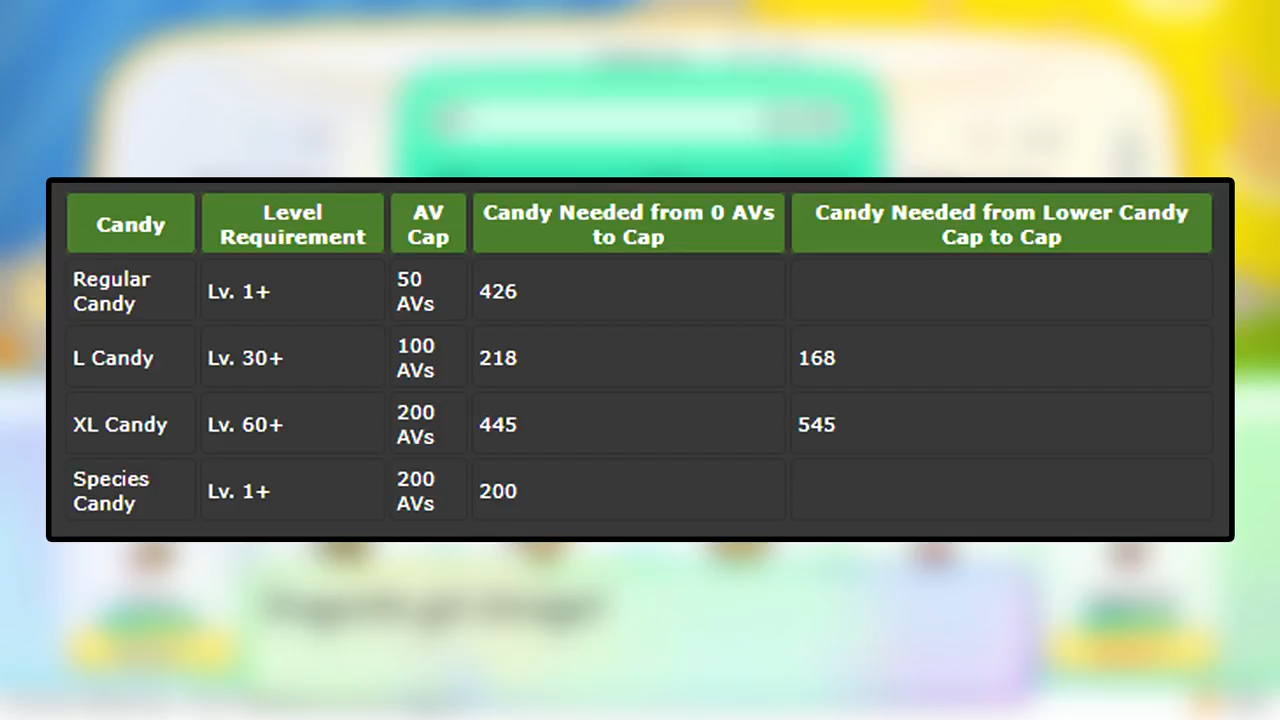 Candy
Level
Requirement
AV
Cap
Candy Needed from 0 AVs
to Cap
Candy Needed from Lower Candy
Cap to Cap
Regular
Candy
Lv. 1+
50
AVs
426
L Candy
Lv. 30+
100
AVs
218
168
XL Candy
Lv. 60+
200
AVs
445
545
Species
Candy
Lv. 1+
200
AVs
200